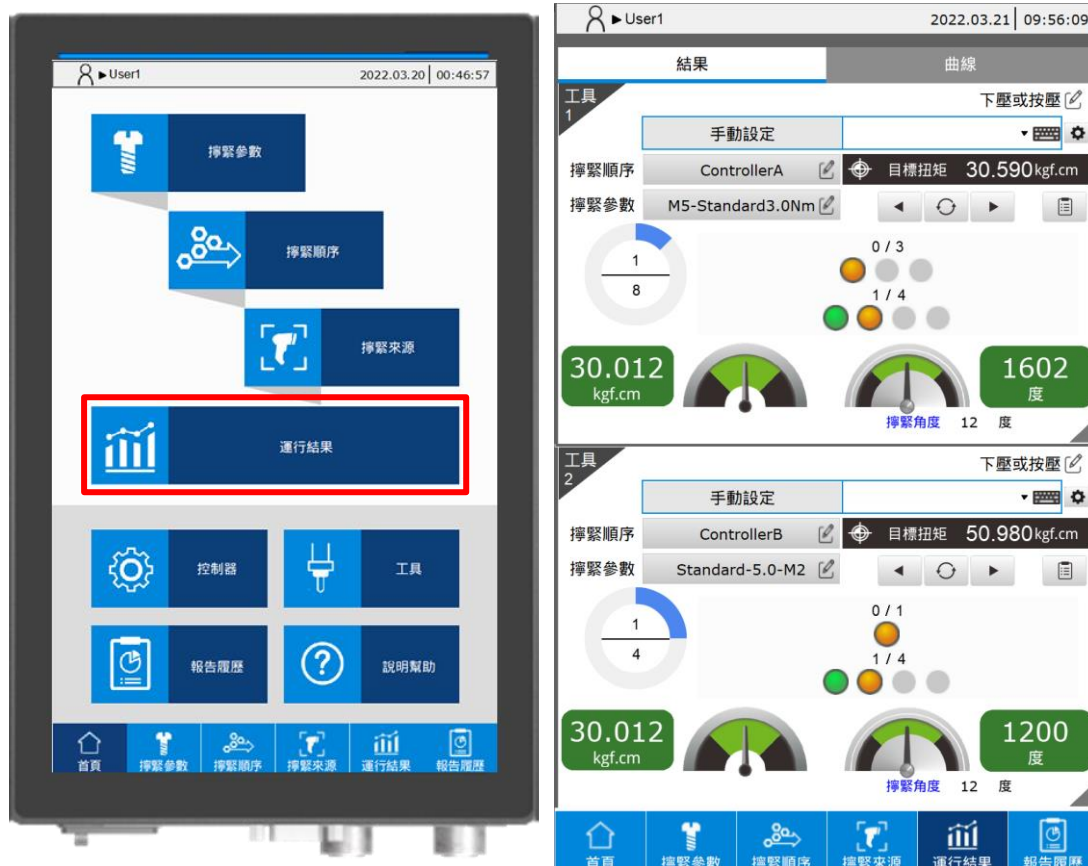 User1 2022.03.20 00:46:57
擰緊參數
擰緊順序
擰緊來源
運行結果
控制器 工具
報告履歷 說明幫助
首頁 擰緊參數 擰緊順序 擰緊來源 運行結果 報告履歷
User1 2022.03.21 09:56:09
結果 曲線
工具 下壓或按壓
1
手動設定
擰緊順序 ControllerA 目標扭矩 30.590 kgf.cm
擰緊參數 M5-Standard3.0Nm
0 / 3
1
8
1 / 4
30.012 1602
kgf.cm 度
擰緊角度 12 度
工具 下壓或按壓
2
手動設定
擰緊順序 ControllerB 目標扭矩 50.980 kgf.cm
擰緊參數 Standard-5.0-M2
0 / 1
1
4
1 / 4
30.012 1200
kgf.cm 度
擰緊角度 12 度
首頁 擰緊參數 擰緊順序 擰緊來源 運行結果 報告履歷